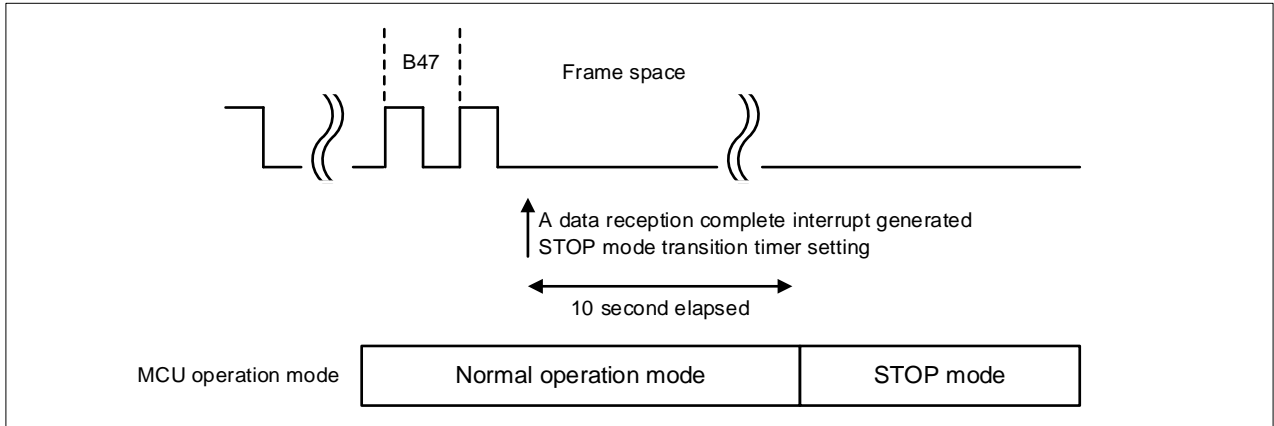 B47
Frame space
A data reception complete interrupt generated
STOP mode transition timer setting
10 second elapsed
MCU operation mode
Normal operation mode
STOP mode